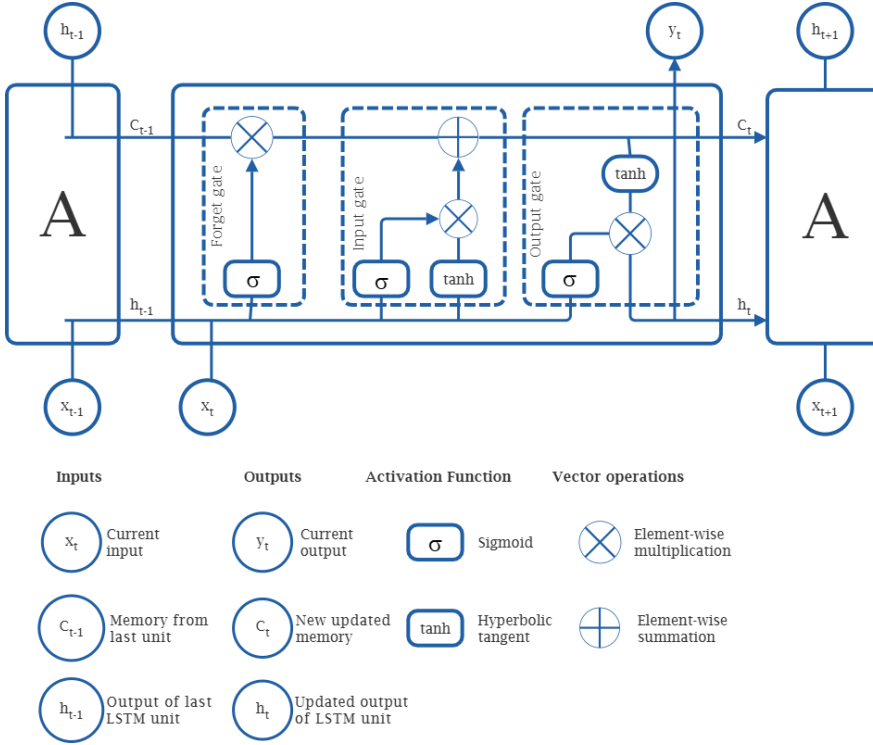 h_{t-1}
y_t
h_{t+1}
C_{t-1}
C_t
A
Forget gate
Input gate
Output gate
tanh
A
σ
σ
tanh
σ
h_{t-1}
h_t
x_{t-1}
x_t
x_{t+1}
Inputs
Outputs
Activation Function
Vector operations
x_t
Current
input
y_t
Current
output
σ
Sigmoid
Element-wise
multiplication
C_{t-1}
Memory from
last unit
C_t
New updated
memory
tanh
Hyperbolic
tangent
Element-wise
summation
h_{t-1}
Output of last
LSTM unit
h_t
Updated output
of LSTM unit